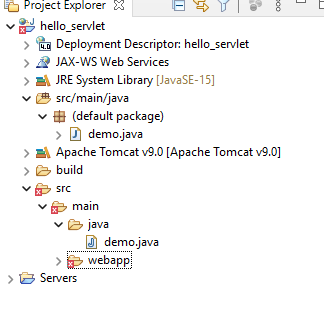 Project Explorer
hello_servlet
Deployment Descriptor: hello_servlet
JAX-WS Web Services
JRE System Library [JavaSE-15]
src/main/java
(default package)
demo.java
Apache Tomcat v9.0 [Apache Tomcat v9.0]
build
src
main
java
demo.java
webapp
Servers